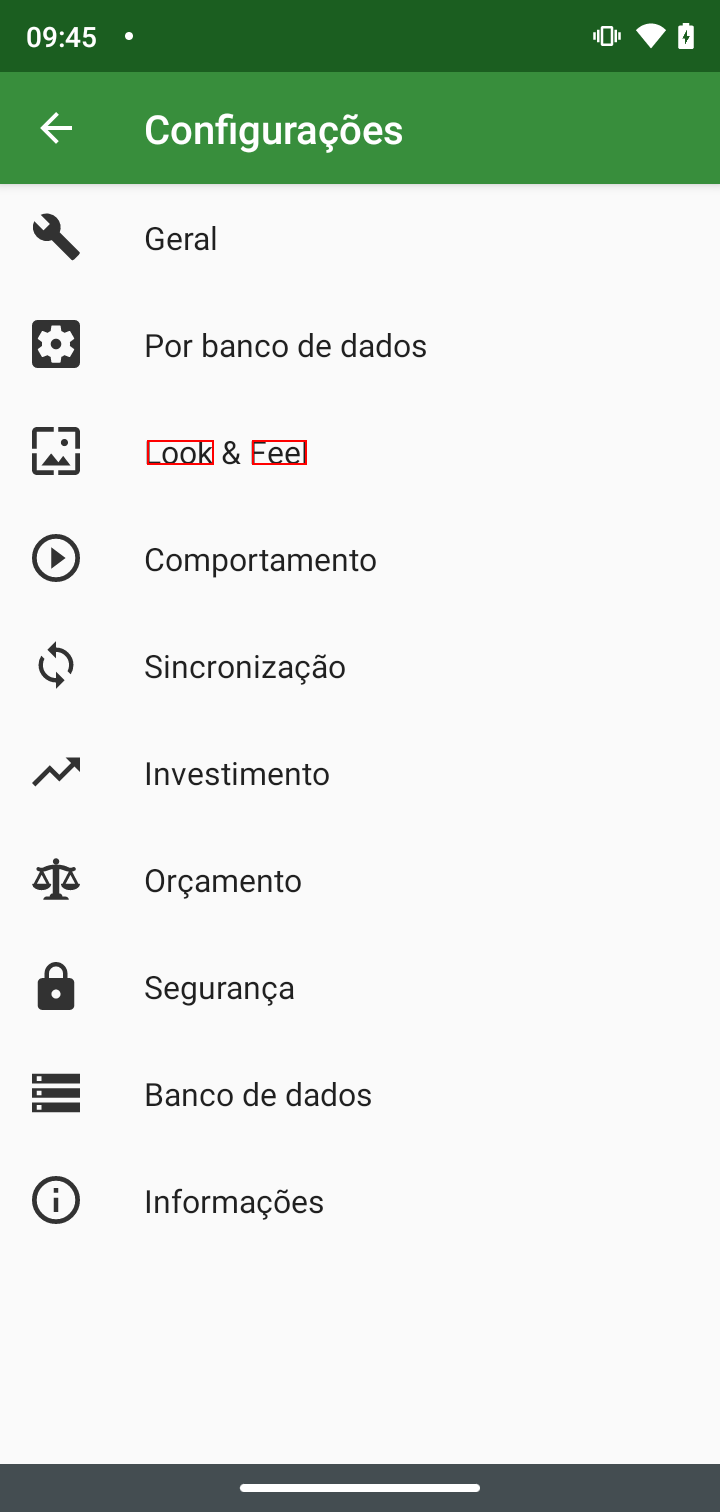 09:45
Configurações
Geral
Por banco de dados
Look & Feel
Comportamento
Sincronização
Investimento
Orçamento
Segurança
Banco de dados
Informações